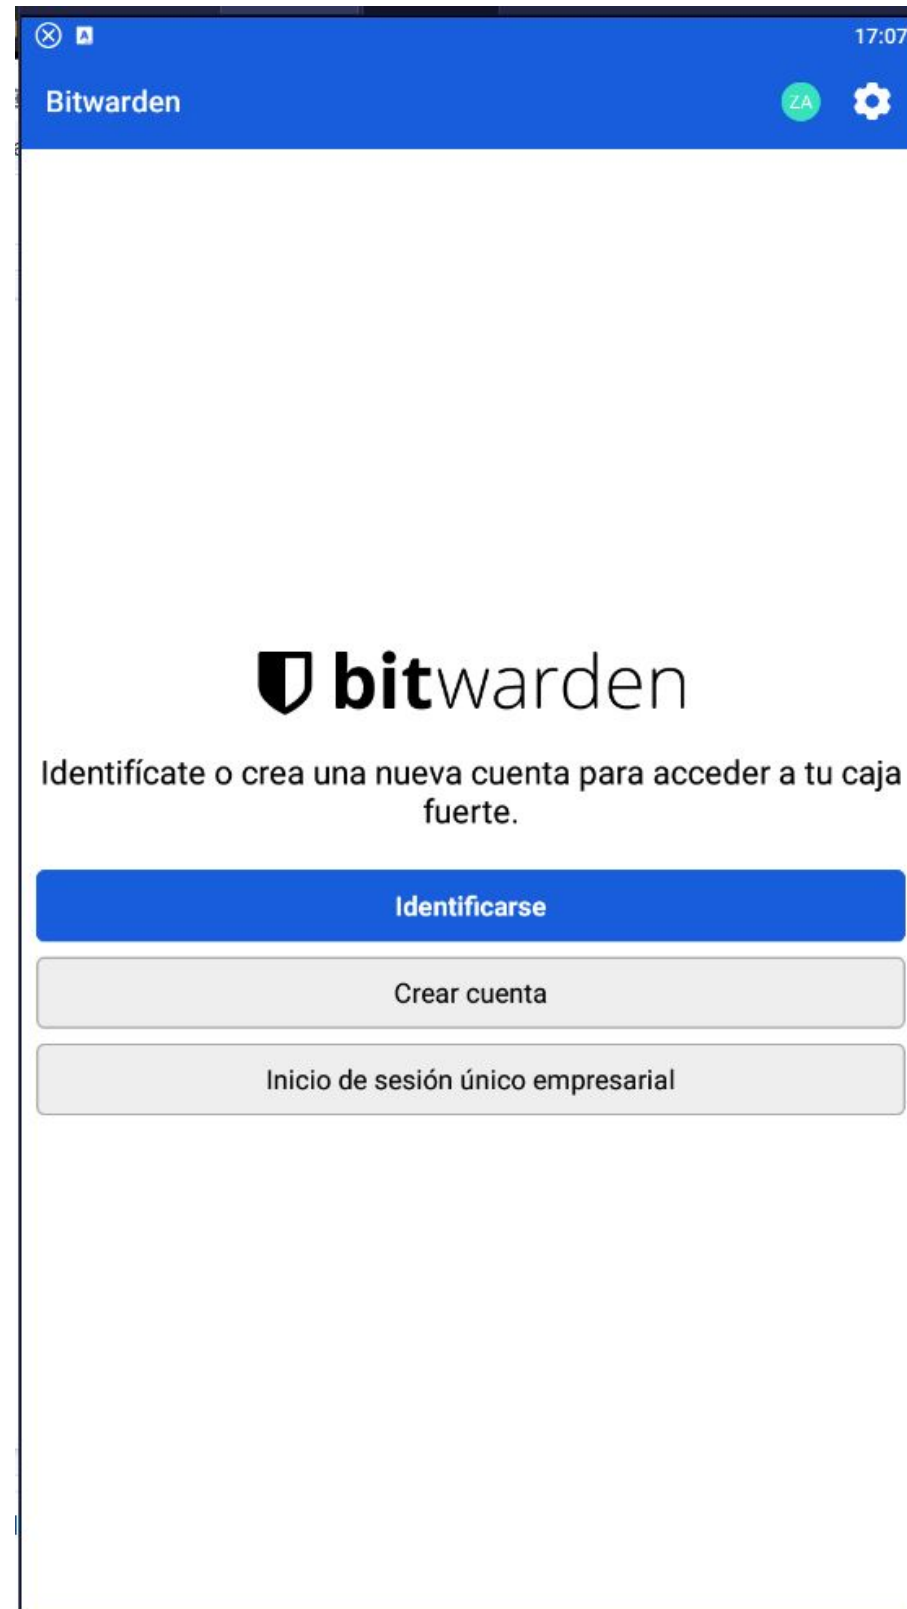 A 17:07
Bitwarden ZA
bitwarden
Identifícate o crea una nueva cuenta para acceder a tu caja
fuerte.
Identificarse
Crear cuenta
Inicio de sesión único empresarial